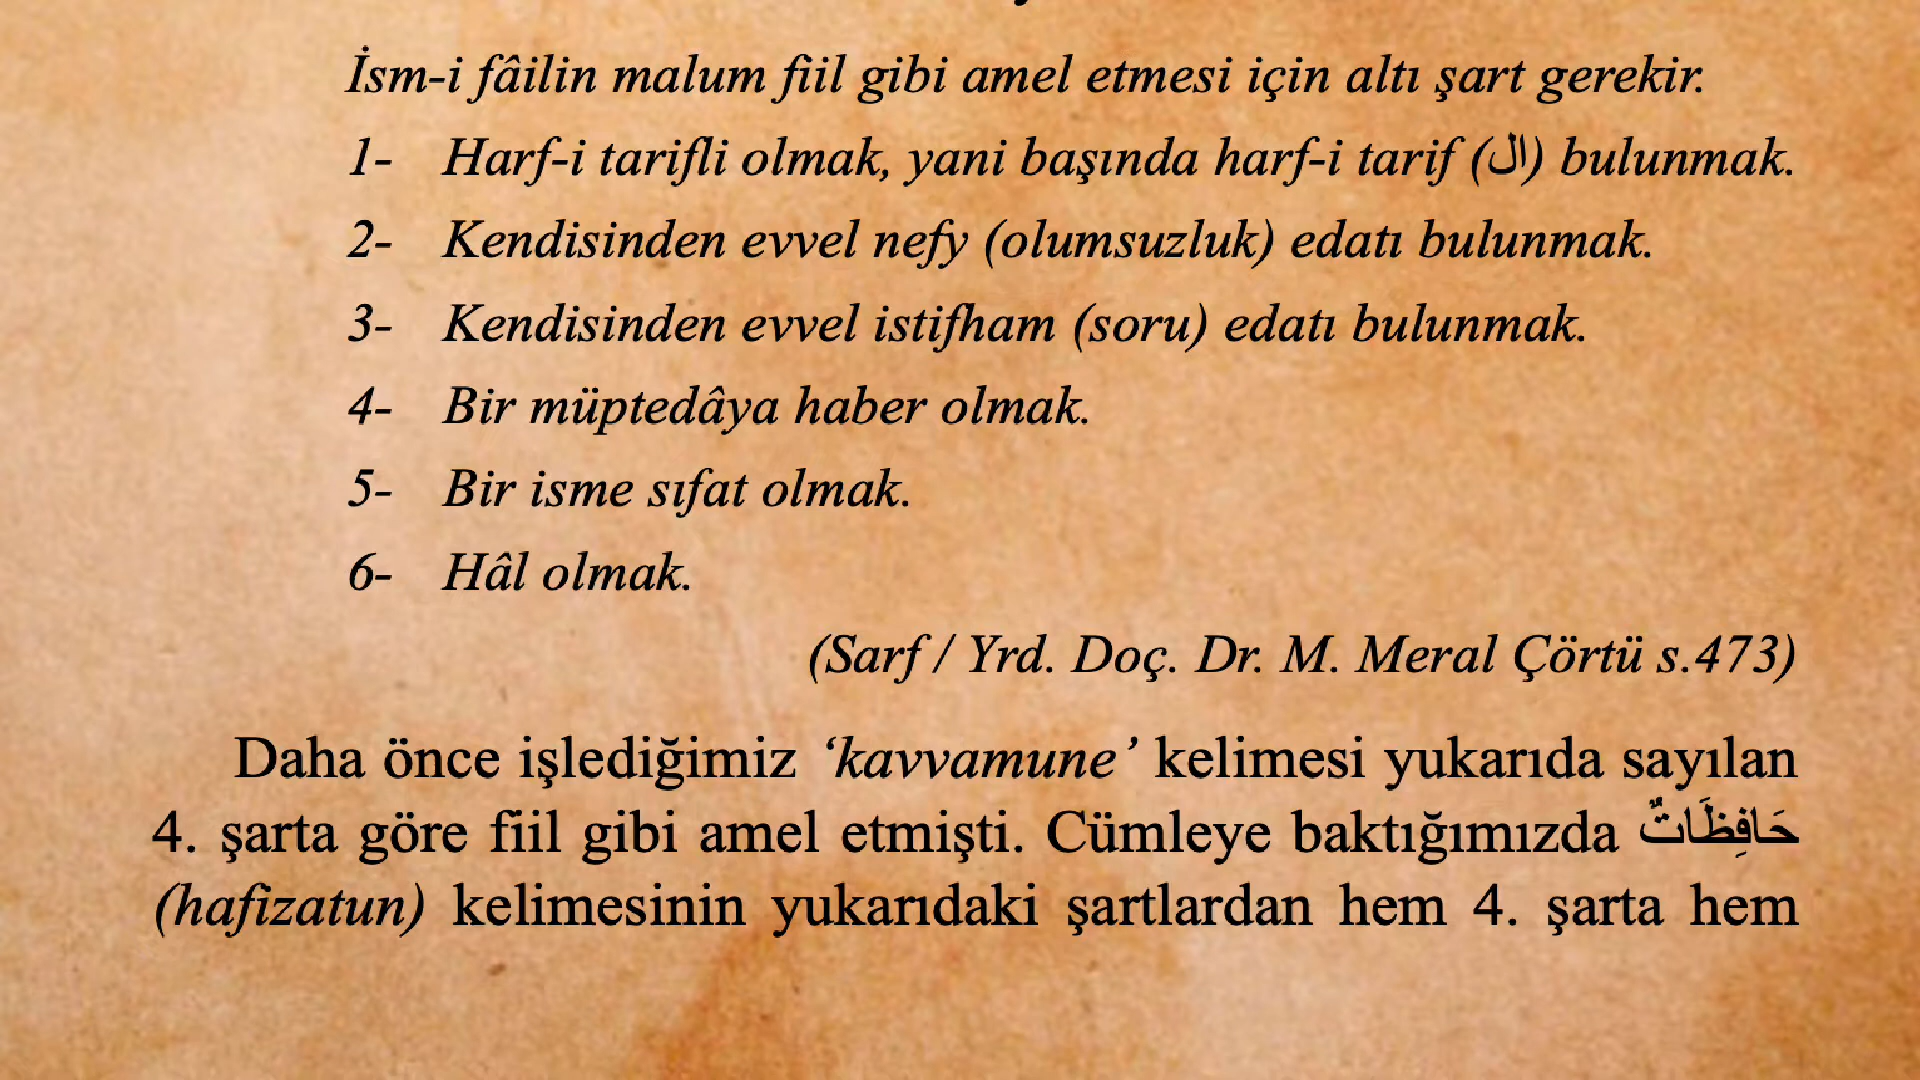 İsm-i fâilin malum fiil gibi amel etmesi için altı şart gerekir.
1- Harf-i tarifli olmak, yani başında harf-i tarif (ال) bulunmak.
2- Kendisinden evvel nefy (olumsuzluk) edatı bulunmak.
3- Kendisinden evvel istifham (soru) edatı bulunmak.
4- Bir müptedâya haber olmak.
5- Bir isme sıfat olmak.
6- Hâl olmak.
(Sarf / Yrd. Doç. Dr. M. Meral Çörtü s.473)
Daha önce işlediğimiz ‘kavvamune’ kelimesi yukarıda sayılan
4. şarta göre fiil gibi amel etmişti. Cümleye baktığımızda حَافِظَاتٌ
(hafizatun) kelimesinin yukarıdaki şartlardan hem 4. şarta hem